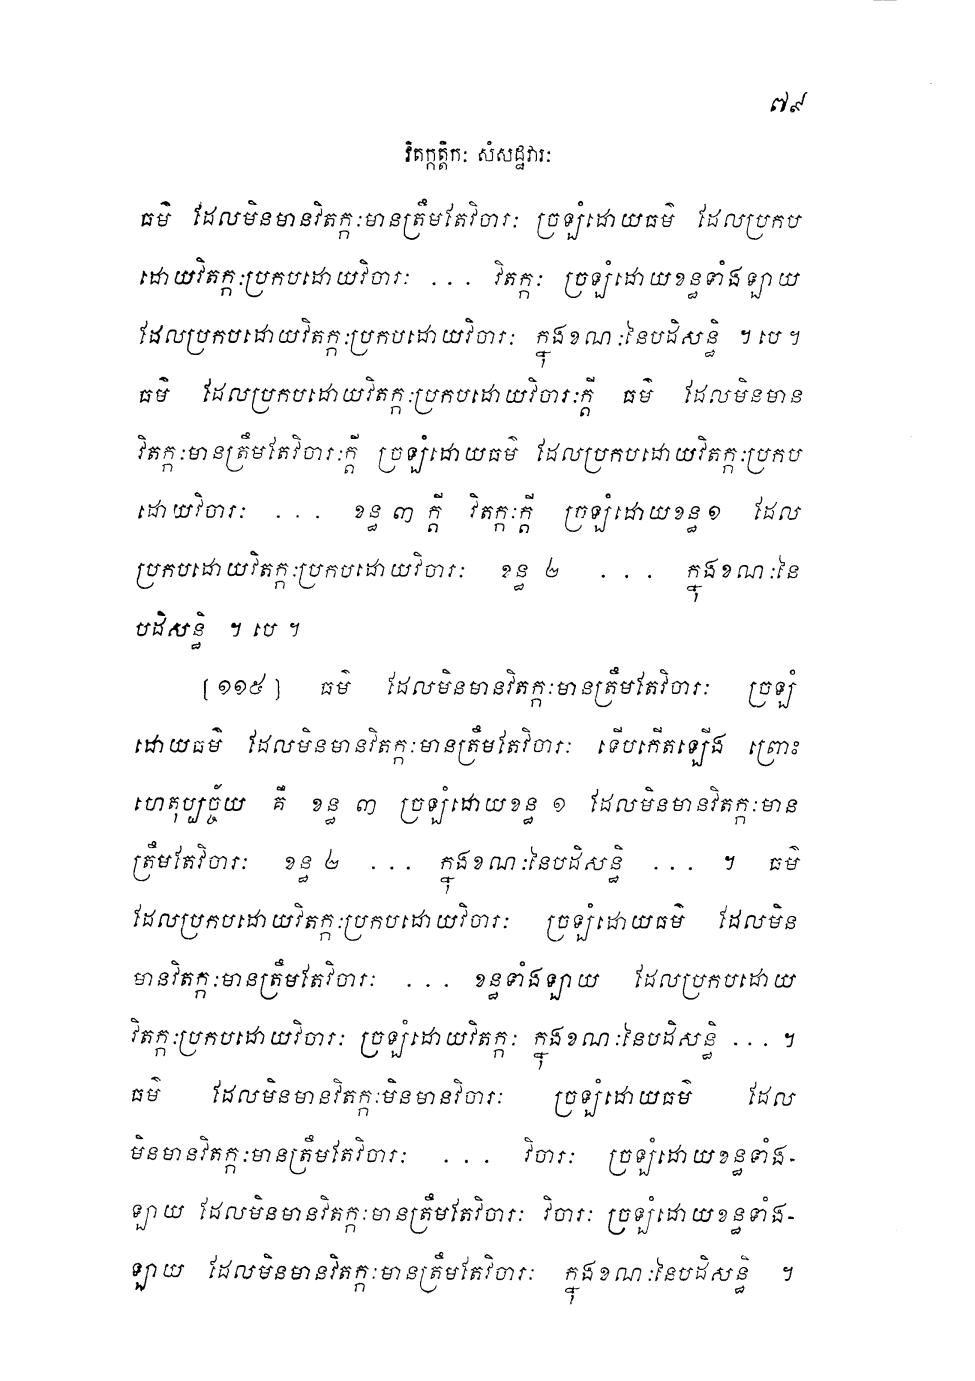 ៧៩
វិតក្កត្តិកៈ សំសដ្ឋវារៈ
ធម៌ ដែលមិនមានវិតក្កៈមានត្រឹមតែវិចារៈ ច្រឡំដោយធម៌ ដែលប្រកប
ដោយវិតក្កៈប្រកបដោយវិចារៈ ... វិតក្កៈ ច្រឡំដោយខន្ធទាំងឡាយ
ដែលប្រកបដោយវិតក្កៈប្រកបដោយវិចារៈ ក្នុងខណៈនៃបដិសន្ធិ ។ បេ ។
ធម៌ ដែលប្រកបដោយវិតក្កៈប្រកបដោយវិចារៈក្តី ធម៌ ដែលមិនមាន
វិតក្កៈមានត្រឹមតែវិចារៈក្តី ច្រឡំដោយធម៌ ដែលប្រកបដោយវិតក្កៈប្រកប
ដោយវិចារៈ ... ខន្ធ ៣ ក្តី វិតក្កៈក្តី ច្រឡំដោយខន្ធ ១ ដែល
ប្រកបដោយវិតក្កៈប្រកបដោយវិចារៈ ខន្ធ ២ ... ក្នុងខណៈនៃ
បដិសន្ធិ ។ បេ ។
[១១៥] ធម៌ ដែលមិនមានវិតក្កៈមានត្រឹមតែវិចារៈ ច្រឡំ
ដោយធម៌ ដែលមិនមានវិតក្កៈមានត្រឹមតែវិចារៈ ទើបកើតឡើង ព្រោះ
ហេតុប្បច្ច័យ គឺ ខន្ធ ៣ ច្រឡំដោយខន្ធ ១ ដែលមិនមានវិតក្កៈមាន
ត្រឹមតែវិចារៈ ខន្ធ ២ ... ក្នុងខណៈនៃបដិសន្ធិ ... ។ ធម៌
ដែលប្រកបដោយវិតក្កៈប្រកបដោយវិចារៈ ច្រឡំដោយធម៌ ដែលមិន
មានវិតក្កៈមានត្រឹមតែវិចារៈ ... ខន្ធទាំងឡាយ ដែលប្រកបដោយ
វិតក្កៈប្រកបដោយវិចារៈ ច្រឡំដោយវិតក្កៈ ក្នុងខណៈនៃបដិសន្ធិ ... ។
ធម៌ ដែលមិនមានវិតក្កៈមិនមានវិចារៈ ច្រឡំដោយធម៌ ដែល
មិនមានវិតក្កៈមានត្រឹមតែវិចារៈ ... វិចារៈ ច្រឡំដោយខន្ធទាំង-
ឡាយ ដែលមិនមានវិតក្កៈមានត្រឹមតែវិចារៈ វិចារៈ ច្រឡំដោយខន្ធទាំង-
ឡាយ ដែលមិនមានវិតក្កៈមានត្រឹមតែវិចារៈ ក្នុងខណៈនៃបដិសន្ធិ ។